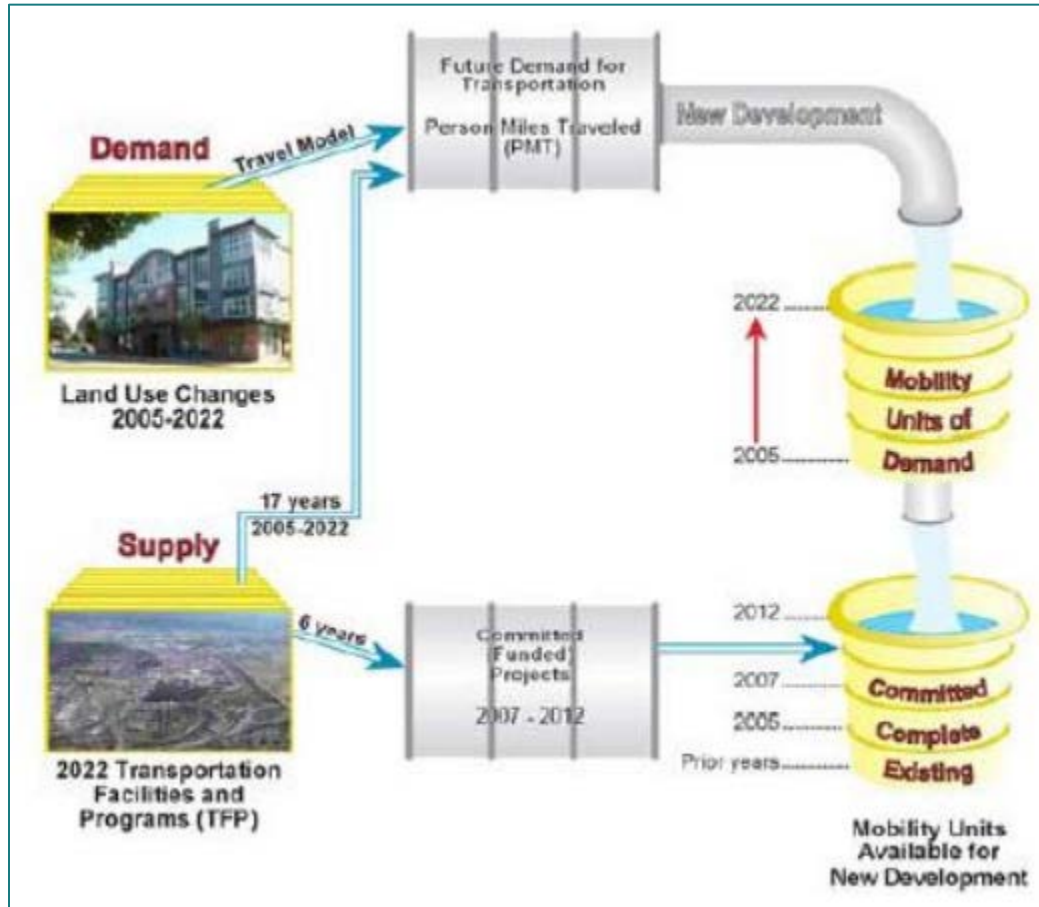 Demand
Travel Model
Land Use Changes
2005-2022
17 years
2005-2022
Supply
6 years
2022 Transportation
Facilities and
Programs (TFP)
Future Demand for
Transportation
Person Miles Traveled
(PMT)
New Development
Committed
(Funded)
Projects
2007 - 2012
2022
2005
Mobility
Units of
Demand
2012
2007
2005
Prior years
Committed
Complete
Existing
Mobility Units
Available for
New Development